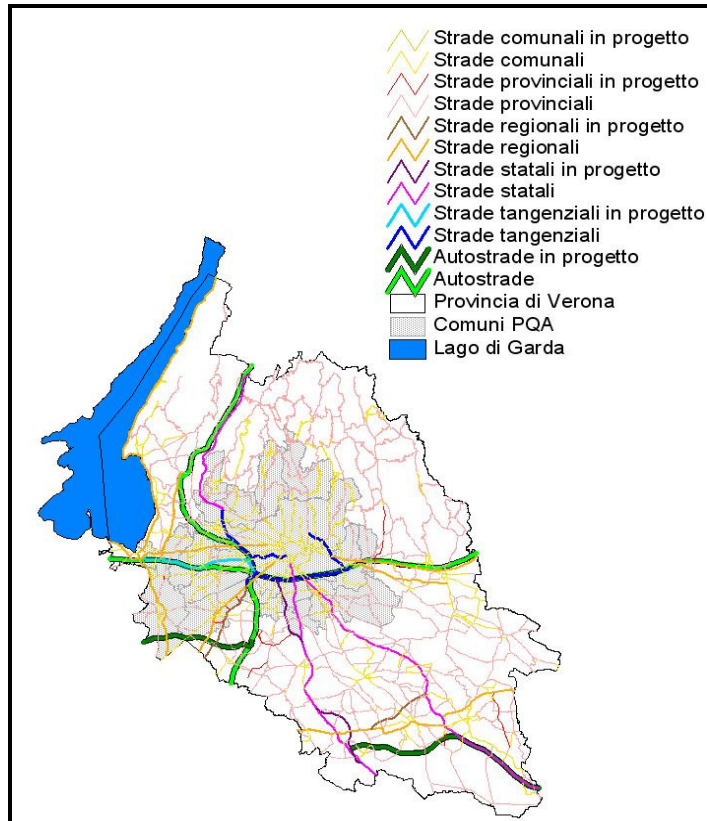 Strade comunali in progetto
Strade comunali
Strade provinciali in progetto
Strade provinciali
Strade regionali in progetto
Strade regionali
Strade statali in progetto
Strade statali
Strade tangenziali in progetto
Strade tangenziali
Autostrade in progetto
Autostrade
Provincia di Verona
Comuni PQA
Lago di Garda